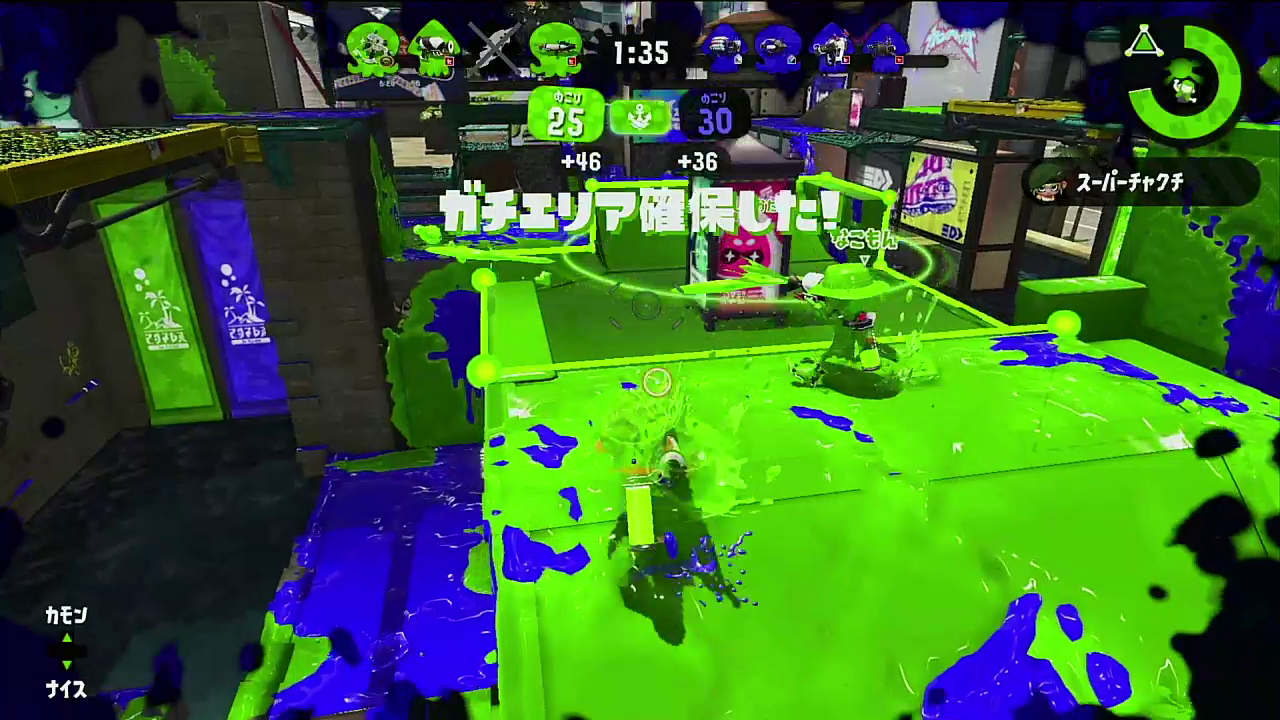 1:35
のこり
25
のこり
30
+46
+36
スーパーチャクチ
ガチエリア確保した!
なこもん
カモン
ナイス